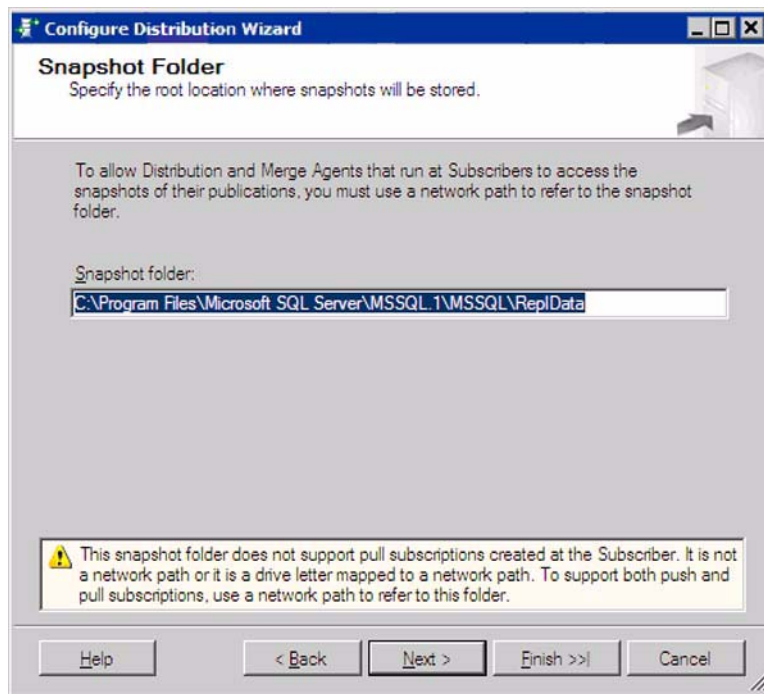 Configure Distribution Wizard
Snapshot Folder
Specify the root location where snapshots will be stored.
To allow Distribution and Merge Agents that run at Subscribers to access the
snapshots of their publications, you must use a network path to refer to the snapshot
folder.
Snapshot folder:
C:\Program Files\Microsoft SQL Server\MSSQL.1\MSSQL\ReplData
This snapshot folder does not support pull subscriptions created at the Subscriber. It is not
a network path or it is a drive letter mapped to a network path. To support both push and
pull subscriptions, use a network path to refer to this folder.
Help < Back Next > Finish >>| Cancel